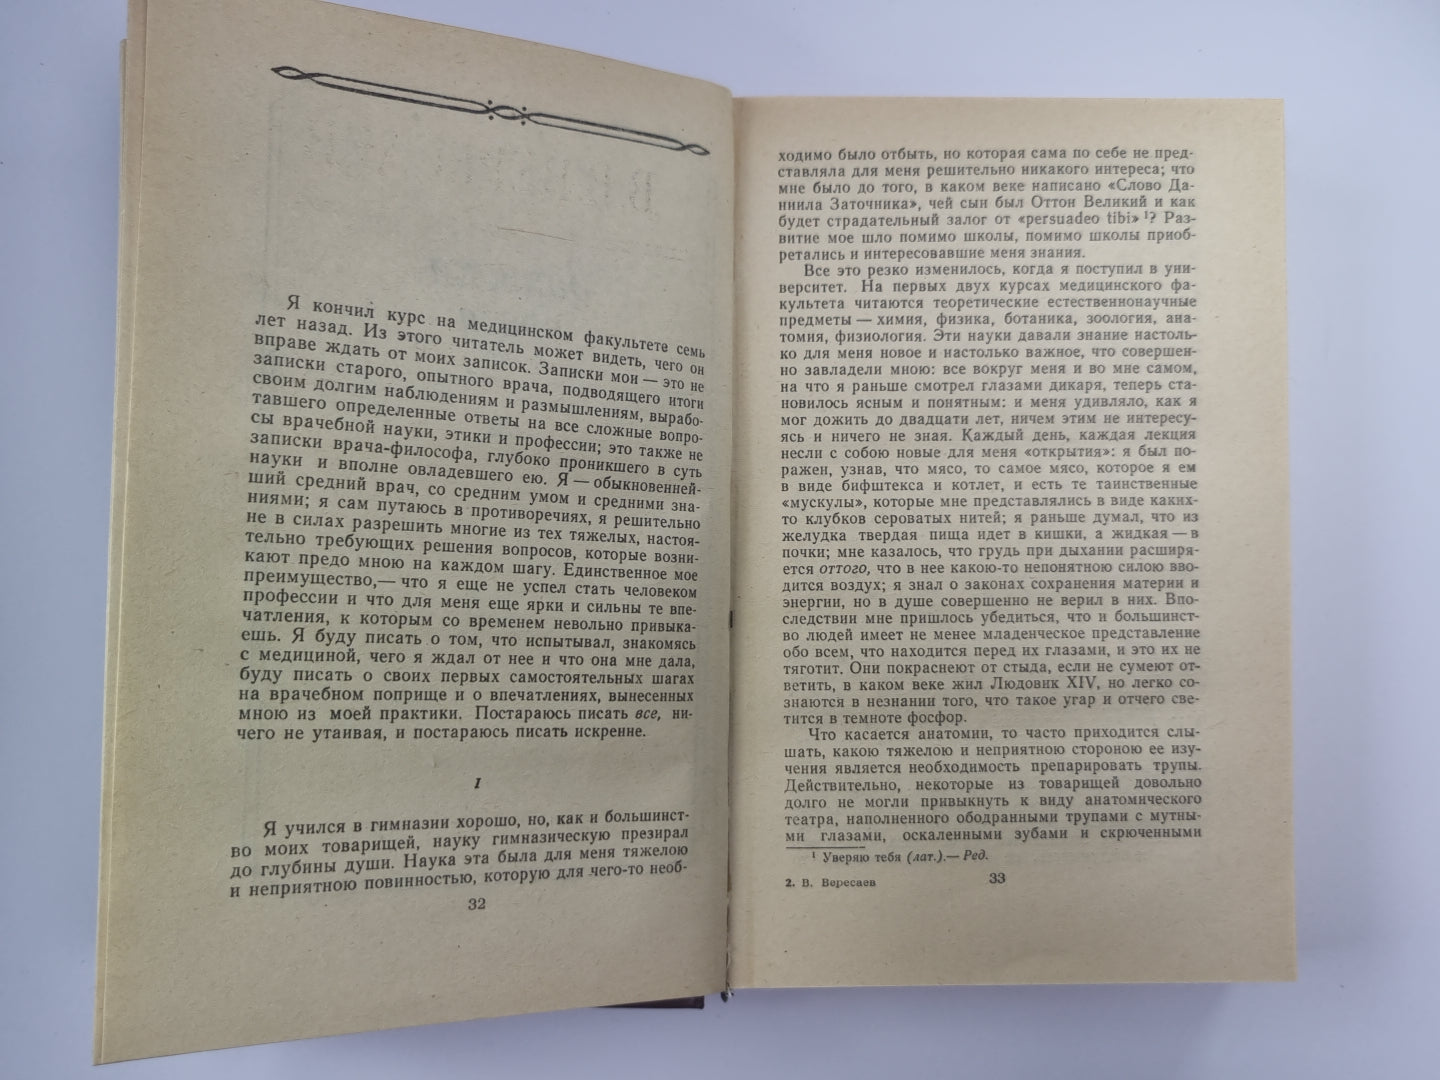 Я кончил курс на медицинском факультете семь
лет назад. Из этого читатель может видеть, чего он
вправе ждать от моих записок. Записки мои — это не
записки старого, опытного врача, подводящего итоги
своим долгим наблюдениям и размышлениям, вырабо-
тавшего определенные ответы на все сложные вопро-
сы врачебной науки, этики и профессии; это также не
записки врача-философа, глубоко проникшего в суть
науки и вполне овладевшего ею. Я — обыкновенней-
ший средний врач, со средним умом и средними зна-
ниями; я сам путаюсь в противоречиях, я решительно
не в силах разрешить многие из тех тяжелых, настоя-
тельно требующих решения вопросов, которые возни-
кают предо мною на каждом шагу. Единственное мое
преимущество,— что я еще не успел стать человеком
профессии и что для меня еще ярки и сильны те впе-
чатления, к которым со временем невольно привыка-
ешь. Я буду писать о том, что испытывал, знакомясь
с медициной, чего я ждал от нее и что она мне дала,
буду писать о своих первых самостоятельных шагах
на врачебном поприще и о впечатлениях, вынесенных
мною из моей практики. Постараюсь писать все, ни-
чего не утаивая, и постараюсь писать искренне.
I
Я учился в гимназии хорошо, но, как и большинст-
во моих товарищей, науку гимназическую презирал
до глубины души. Наука эта была для меня тяжелою
и неприятною повинностью, которую для чего-то необ-
32
ходимо было отбыть, но которая сама по себе не пред-
ставляла для меня решительно никакого интереса; что
мне было до того, в каком веке написано «Слово Да-
ниила Заточника», чей сын был Оттон Великий и как
будет страдательный залог от «persuadeo tibi» ¹? Раз-
витие мое шло помимо школы, помимо школы приоб-
ретались и интересовавшие меня знания.
Все это резко изменилось, когда я поступил в уни-
верситет. На первых двух курсах медицинского фа-
культета читаются теоретические естественнонаучные
предметы — химия, физика, ботаника, зоология, ана-
томия, физиология. Эти науки давали знание настоль-
ко для меня новое и настолько важное, что совершен-
но завладели мною: все вокруг меня и во мне самом,
на что я раньше смотрел глазами дикаря, теперь ста-
новилось ясным и понятным: и меня удивляло, как я
мог дожить до двадцати лет, ничем этим не интересу-
ясь и ничего не зная. Каждый день, каждая лекция
несли с собою новые для меня «открытия»: я был по-
ражен, узнав, что мясо, то самое мясо, которое я ем
в виде бифштекса и котлет, и есть те таинственные
«мускулы», которые мне представлялись в виде каких-
то клубков сероватых нитей; я раньше думал, что из
желудка твердая пища идет в кишки, а жидкая — в
почки; мне казалось, что грудь при дыхании расширя-
ется оттого, что в нее какою-то непонятною силою вво-
дится воздух; я знал о законах сохранения материи и
энергии, но в душе совершенно не верил в них. Впо-
следствии мне пришлось убедиться, что и большинст-
во людей имеет не менее младенческое представление
обо всем, что находится перед их глазами, и это их не
тяготит. Они покраснеют от стыда, если не сумеют от-
ветить, в каком веке жил Людовик XIV, но легко со-
знаются в незнании того, что такое угар и отчего све-
тится в темноте фосфор.
Что касается анатомии, то часто приходится слы-
шать, какою тяжелою и неприятною стороною ее изу-
чения является необходимость препарировать трупы.
Действительно, некоторые из товарищей довольно
долго не могли привыкнуть к виду анатомического
театра, наполненного ободранными трупами с мутны-
ми глазами, оскаленными зубами и скрюченными
¹ Уверяю тебя (лат.).— Ред.
2. В. Вересаев
33